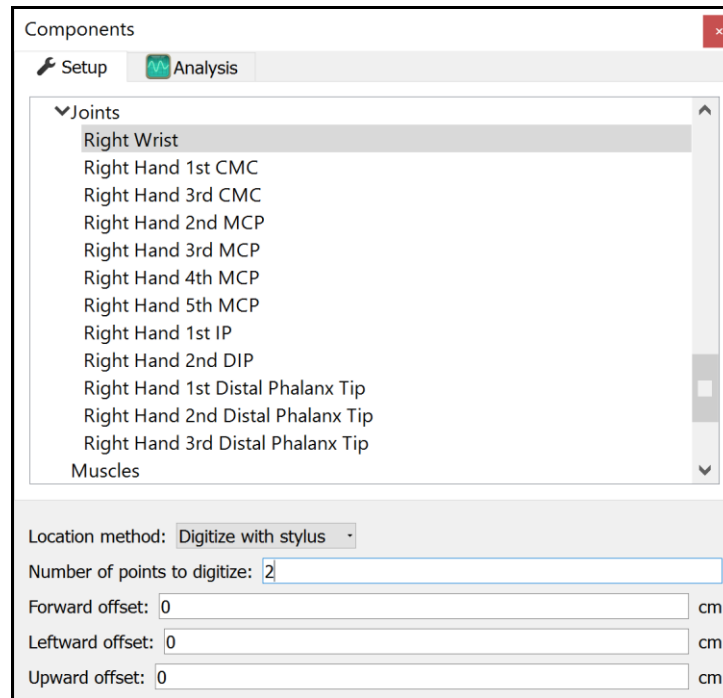 Components
Setup Analysis
Joints
Right Wrist
Right Hand 1st CMC
Right Hand 3rd CMC
Right Hand 2nd MCP
Right Hand 3rd MCP
Right Hand 4th MCP
Right Hand 5th MCP
Right Hand 1st IP
Right Hand 2nd DIP
Right Hand 1st Distal Phalanx Tip
Right Hand 2nd Distal Phalanx Tip
Right Hand 3rd Distal Phalanx Tip
Muscles
Location method: Digitize with stylus
Number of points to digitize: 2
Forward offset: 0 cm
Leftward offset: 0 cm
Upward offset: 0 cm